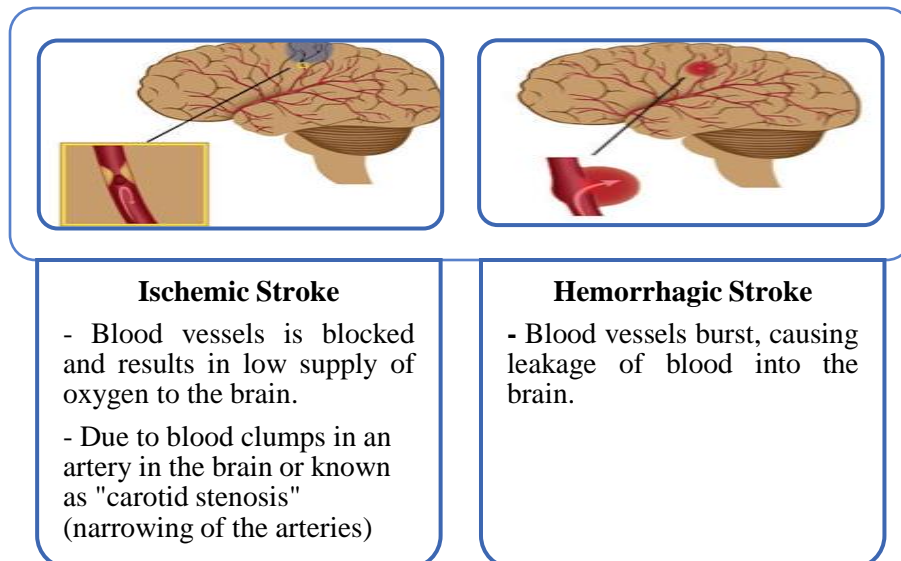 Ischemic Stroke
- Blood vessels is blocked
and results in low supply of
oxygen to the brain.
- Due to blood clumps in an
artery in the brain or known
as "carotid stenosis"
(narrowing of the arteries)
Hemorrhagic Stroke
- Blood vessels burst, causing
leakage of blood into the
brain.